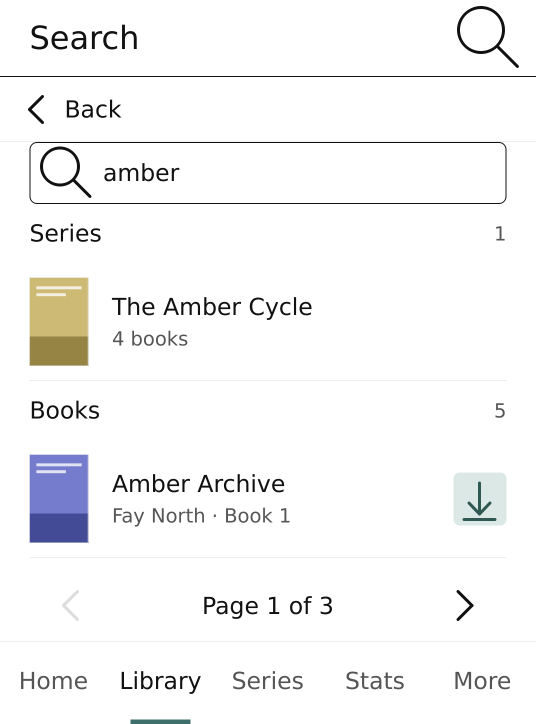 Search
Back
amber
Series 1
The Amber Cycle
4 books
Books 5
Amber Archive
Fay North · Book 1
Page 1 of 3
Home Library Series Stats More